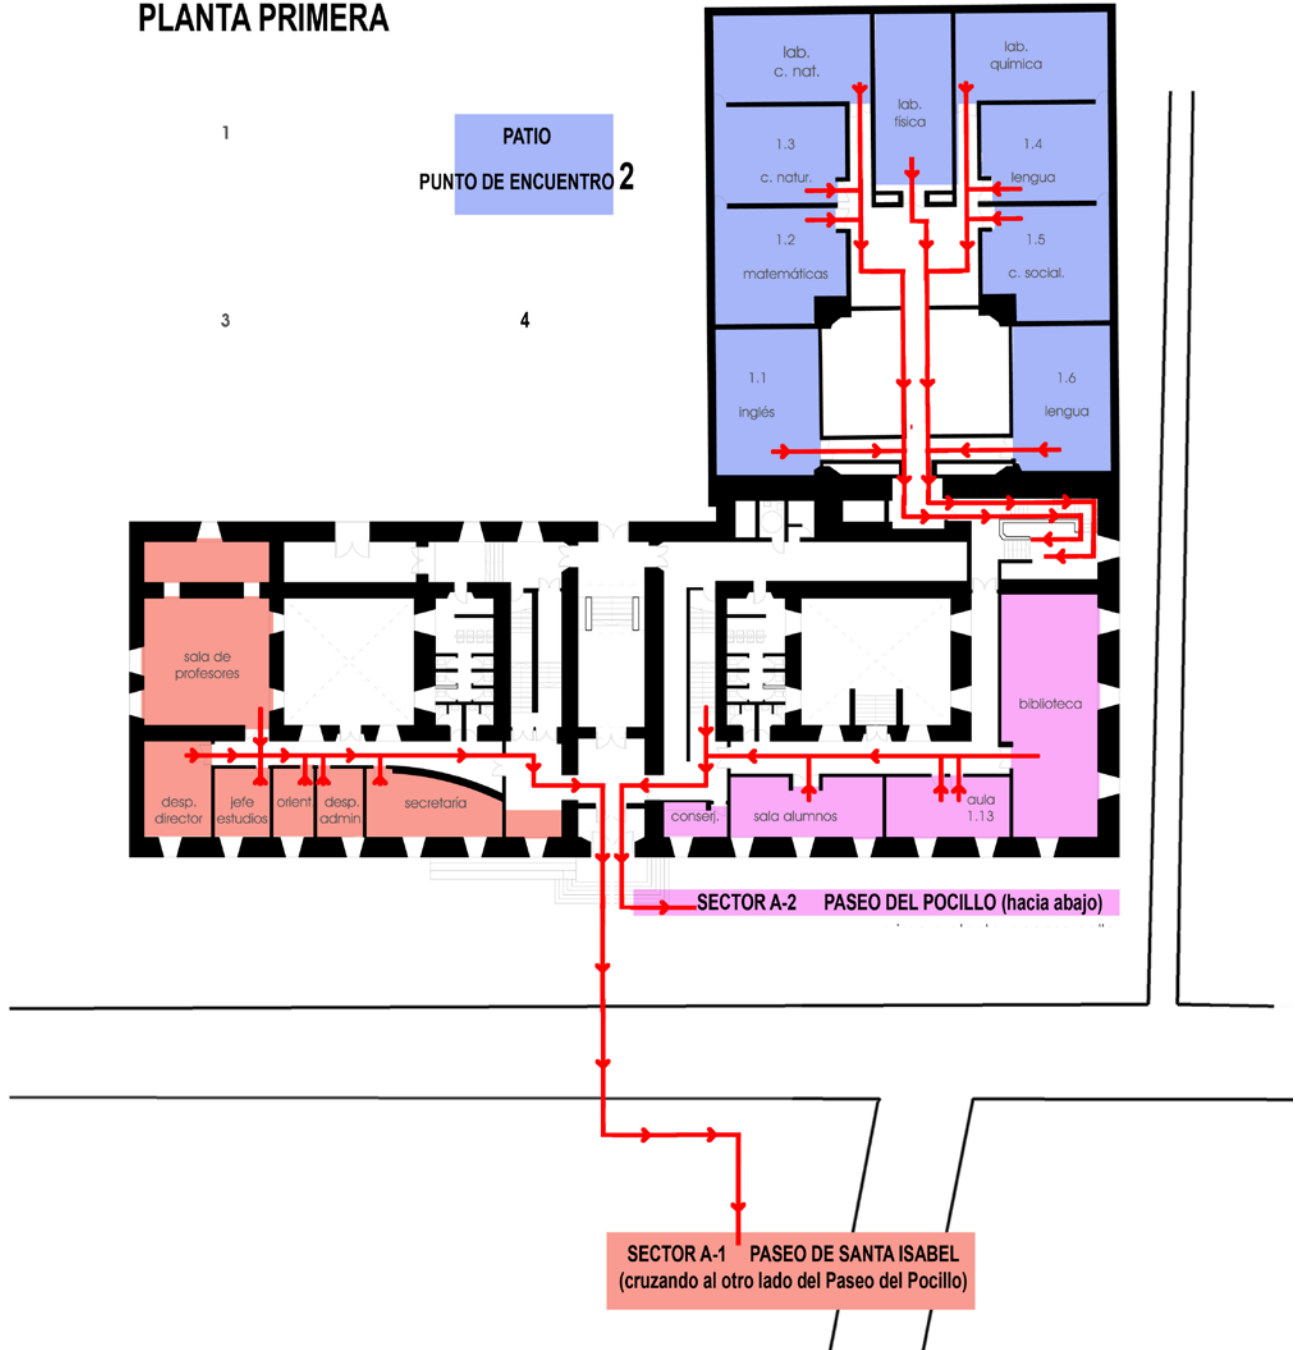 PLANTA PRIMERA
1
PATIO
PUNTO DE ENCUENTRO 2
3
4
lab.
c. nat.
lab.
física
lab.
química
1.3
c. natur.
1.4
lengua
1.2
matemáticas
1.5
c. social.
1.1
inglés
1.6
lengua
sala de
profesores
biblioteca
desp.
director
jefe
estudios
orient.
desp.
admin.
secretaría
conserj.
sala alumnos
aula
1.13
SECTOR A-2 PASEO DEL POCILLO (hacia abajo)
SECTOR A-1 PASEO DE SANTA ISABEL
(cruzando al otro lado del Paseo del Pocillo)